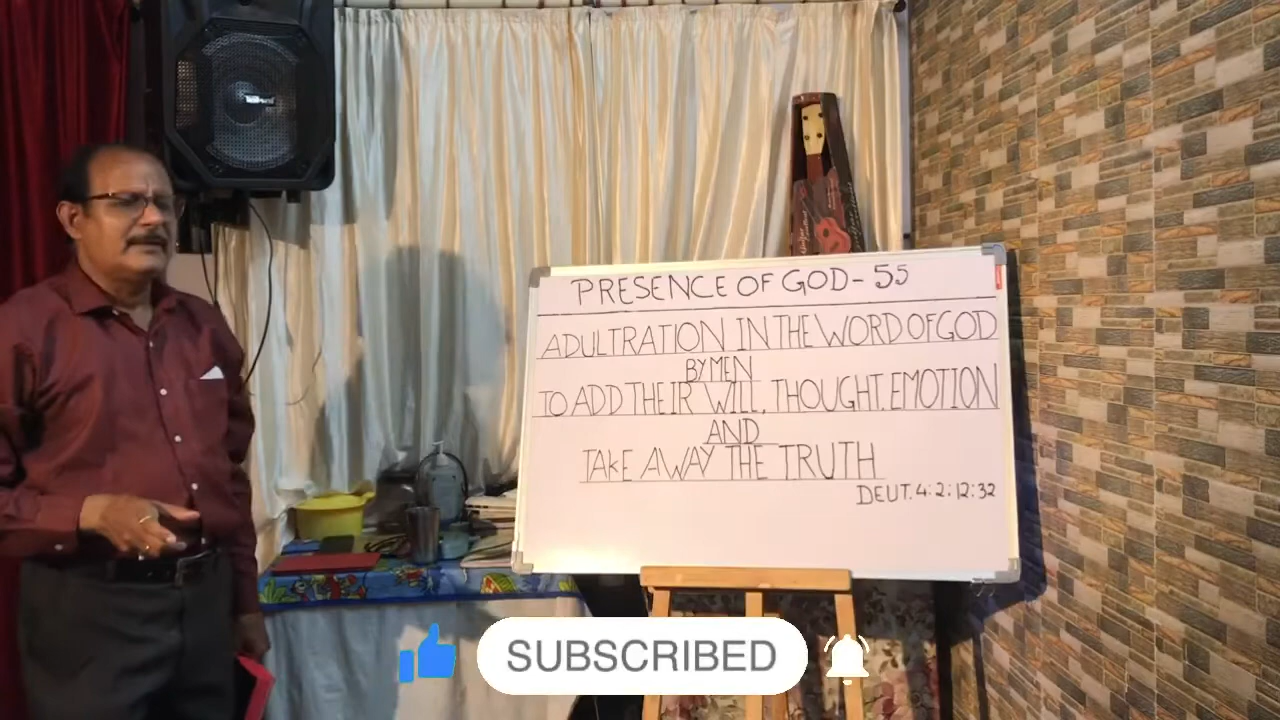 PRESENCE OF GOD - 55
ADULTRATION IN THE WORD OF GOD
BY MEN
TO ADD THEIR WILL, THOUGHT, EMOTION
AND
TAKE AWAY THE TRUTH
DEUT. 4:2:12:32
SUBSCRIBED